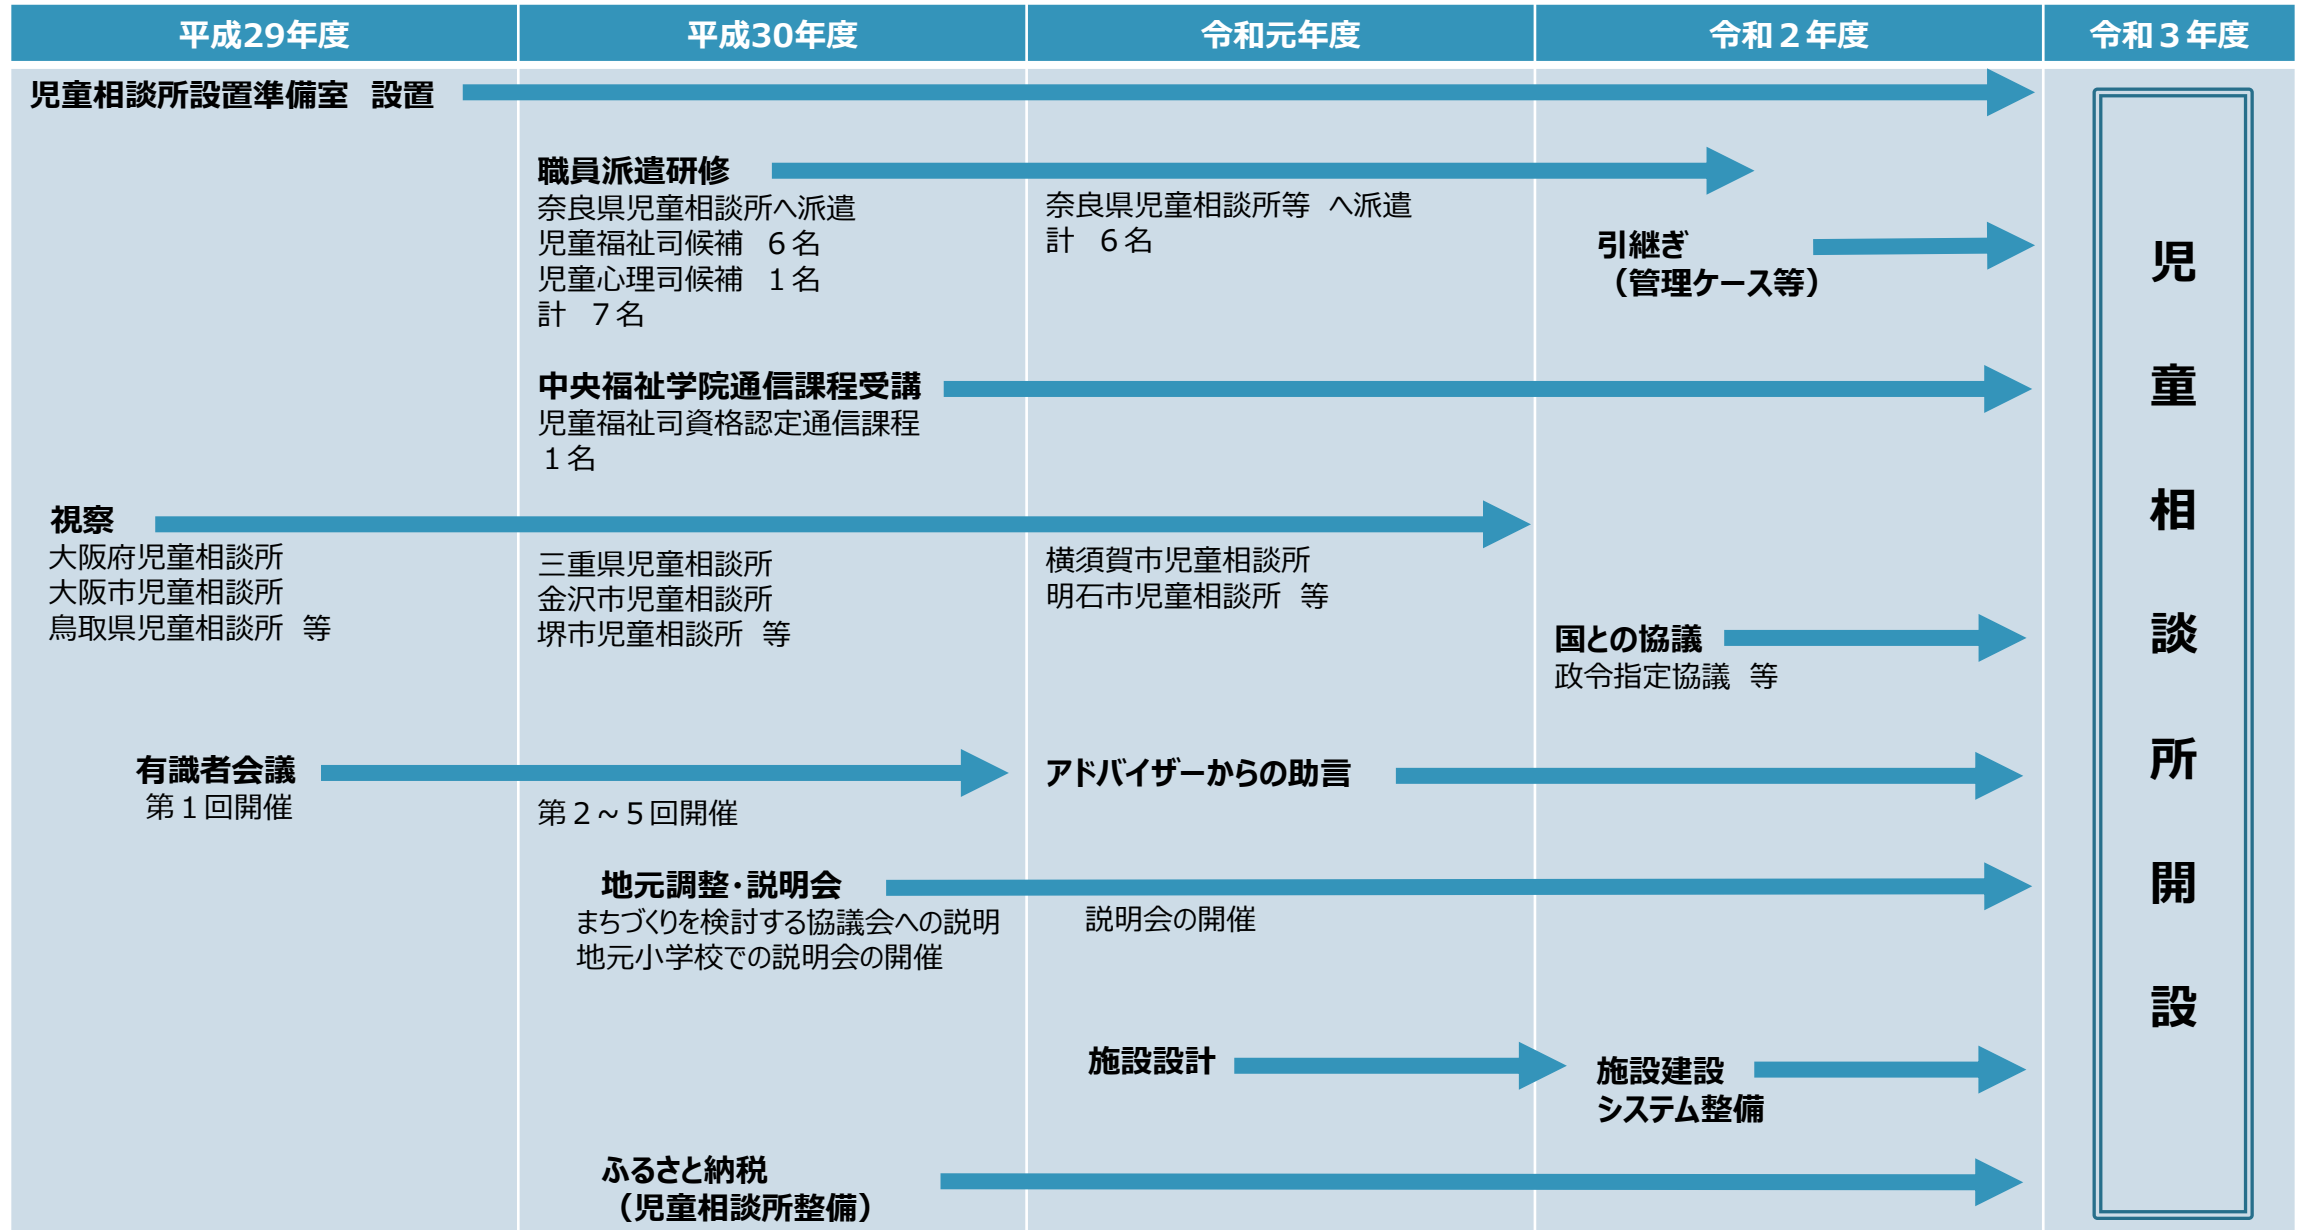 平成29年度
平成30年度
令和元年度
令和２年度
令和３年度
児童相談所設置準備室　設置
職員派遣研修
奈良県児童相談所へ派遣
児童福祉司候補　６名
児童心理司候補　１名
計　７名
奈良県児童相談所等　へ派遣
計　６名
引継ぎ
（管理ケース等）
中央福祉学院通信課程受講
児童福祉司資格認定通信課程
１名
視察
大阪府児童相談所
大阪市児童相談所
鳥取県児童相談所　等
三重県児童相談所
金沢市児童相談所
堺市児童相談所　等
横須賀市児童相談所
明石市児童相談所　等
国との協議
政令指定協議　等
有識者会議
第１回開催
第２～５回開催
アドバイザーからの助言
地元調整・説明会
まちづくりを検討する協議会への説明
地元小学校での説明会の開催
説明会の開催
施設設計
施設建設
システム整備
ふるさと納税
（児童相談所整備）
児童相談所開設